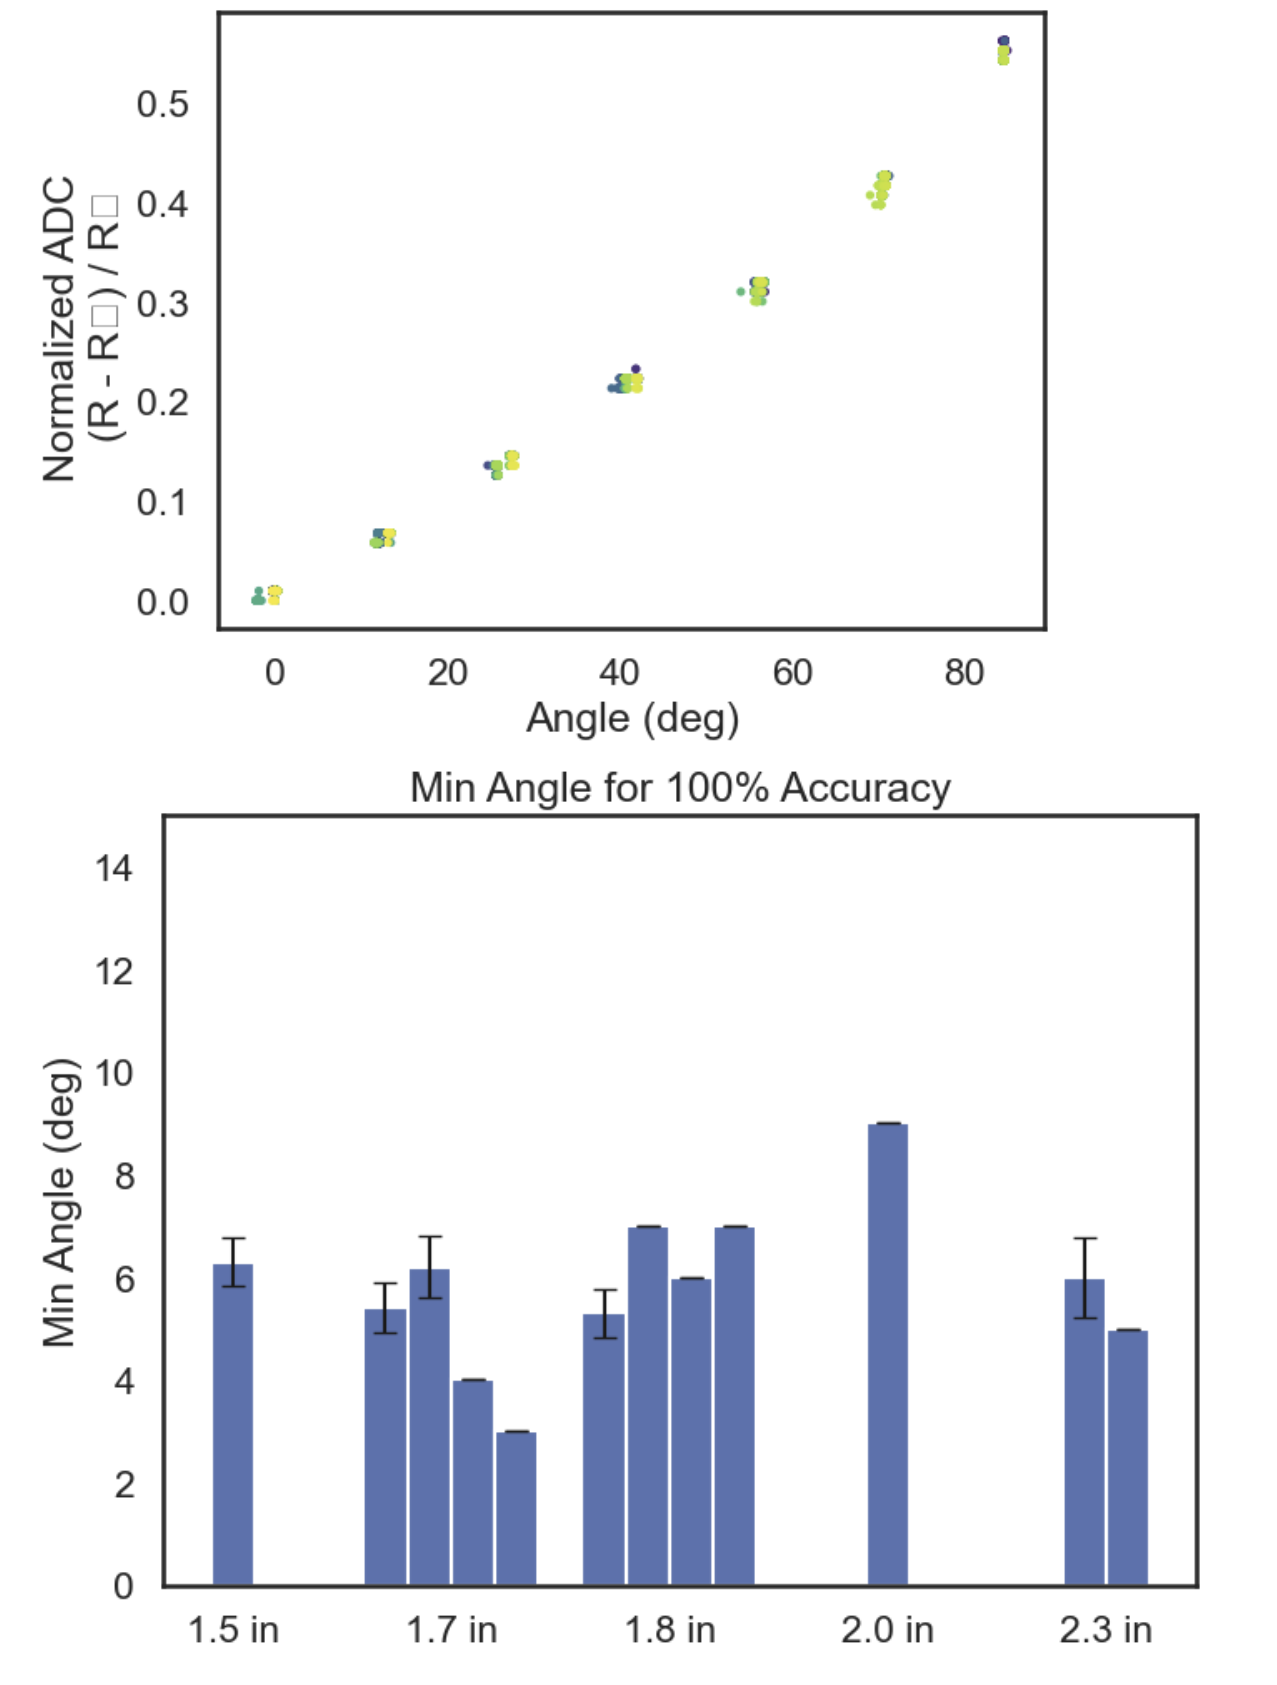 0.5
0.4
0.3
0.2
0.1
0.0
Normalized ADC
(R - R□) / R□
0
20
40
60
80
Angle (deg)
Min Angle for 100% Accuracy
14
12
10
8
6
4
2
0
Min Angle (deg)
1.5 in
1.7 in
1.8 in
2.0 in
2.3 in